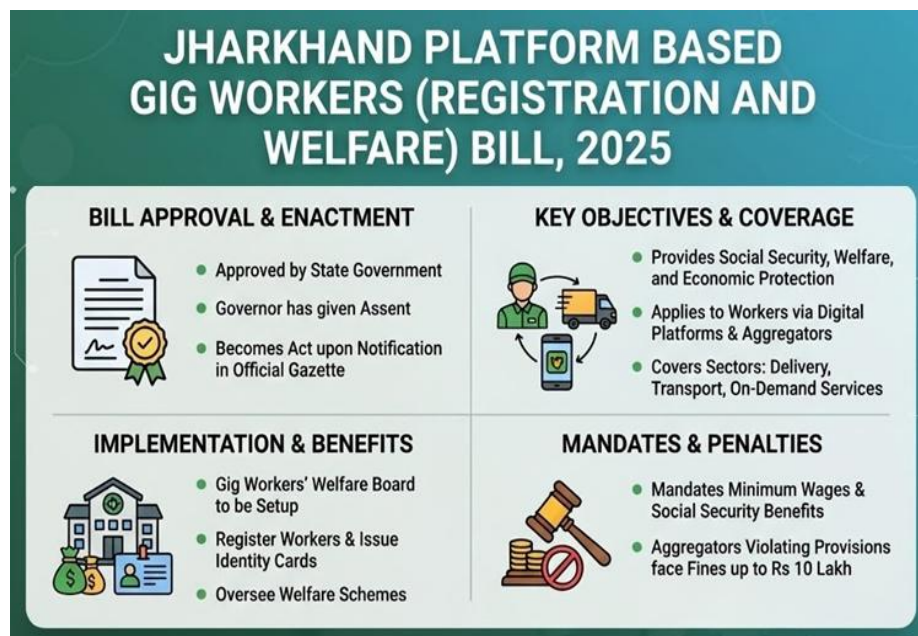 JHARKHAND PLATFORM BASED
GIG WORKERS (REGISTRATION AND
WELFARE) BILL, 2025
BILL APPROVAL & ENACTMENT
Approved by State Government
Governor has given Assent
Becomes Act upon Notification
in Official Gazette
KEY OBJECTIVES & COVERAGE
Provides Social Security, Welfare,
and Economic Protection
Applies to Workers via Digital
Platforms & Aggregators
Covers Sectors: Delivery,
Transport, On-Demand Services
IMPLEMENTATION & BENEFITS
Gig Workers' Welfare Board
to be Setup
Register Workers & Issue
Identity Cards
Oversee Welfare Schemes
MANDATES & PENALTIES
Mandates Minimum Wages &
Social Security Benefits
Aggregators Violating Provisions
face Fines up to Rs 10 Lakh